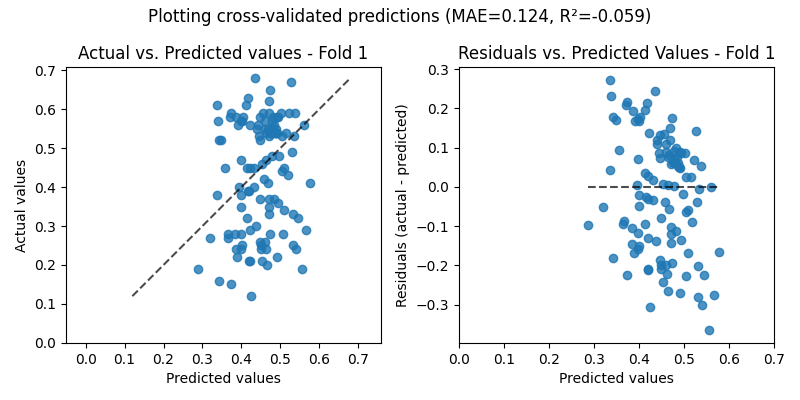 Plotting cross-validated predictions (MAE=0.124, R²=-0.059)
Actual vs. Predicted values - Fold 1
Residuals vs. Predicted Values - Fold 1
Actual values
0.7
0.6
0.5
0.4
0.3
0.2
0.1
0.0
0.0 0.1 0.2 0.3 0.4 0.5 0.6 0.7
Predicted values
Residuals (actual - predicted)
0.3
0.2
0.1
0.0
−0.1
−0.2
−0.3
0.0 0.1 0.2 0.3 0.4 0.5 0.6 0.7
Predicted values